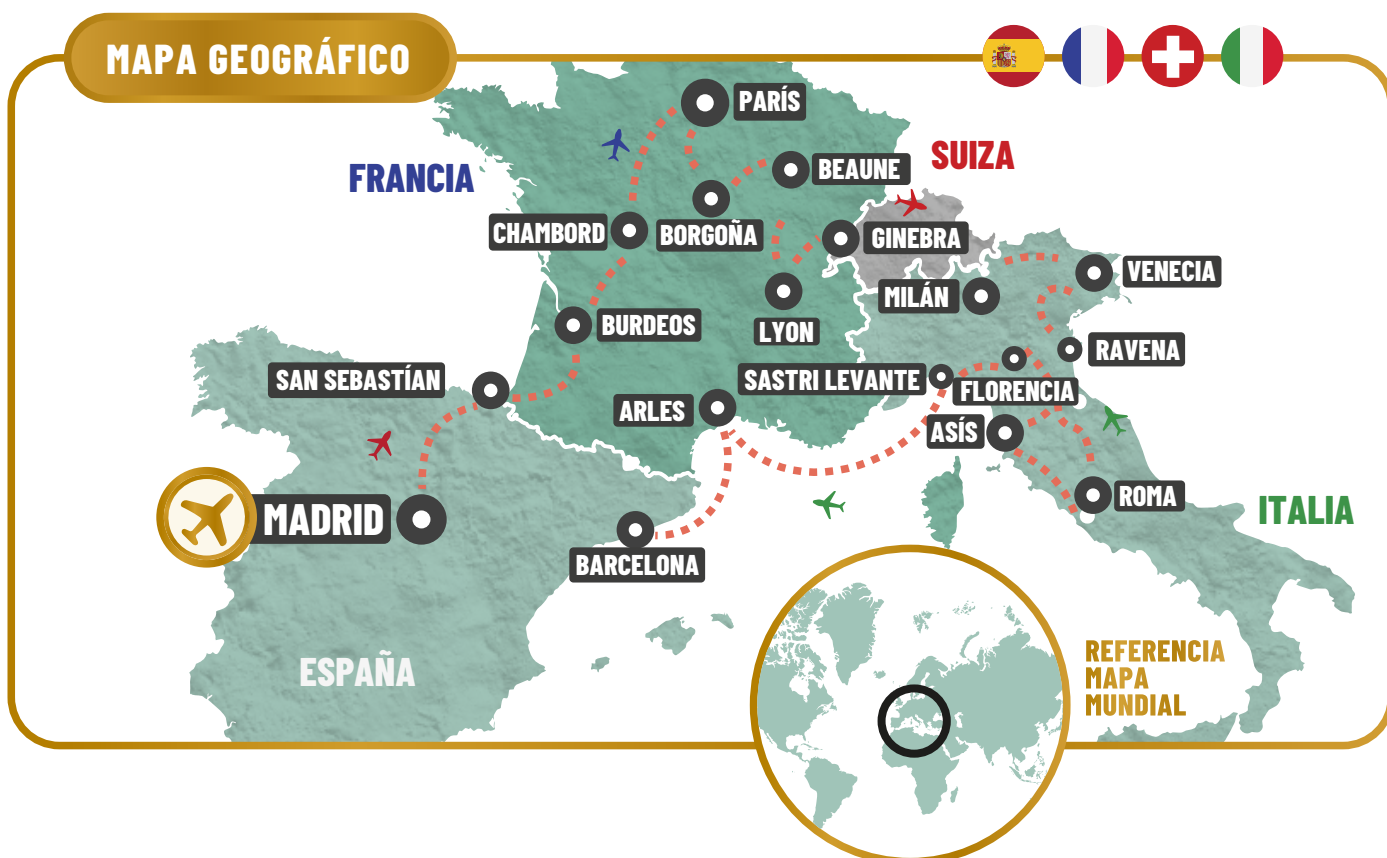 MAPA GEOGRÁFICO
PARÍS
BEAUNE
SUIZA
FRANCIA
CHAMBORD
BORGOÑA
GINEBRA
VENECIA
MILÁN
BURDEOS
LYON
RAVENA
SAN SEBASTÍAN
SASTRI LEVANTE
FLORENCIA
ARLES
ASÍS
MADRID
ROMA
ITALIA
BARCELONA
ESPAÑA
REFERENCIA
MAPA
MUNDIAL